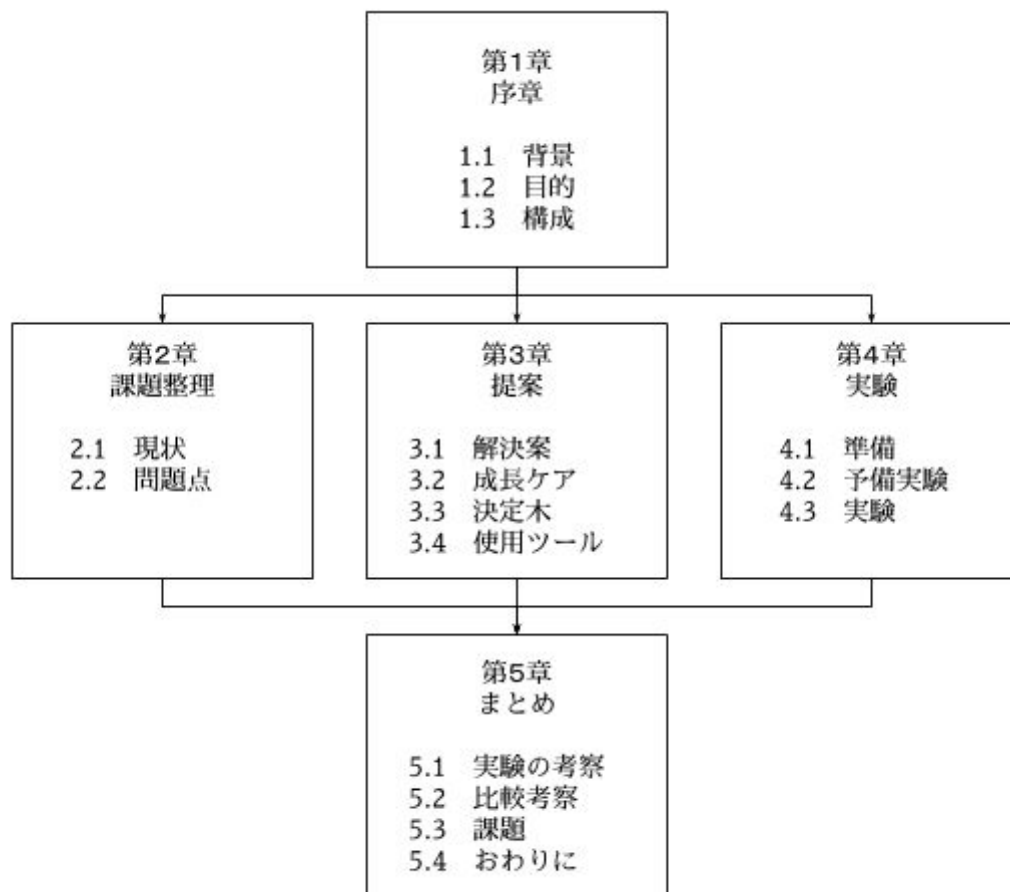 第1章
序章
1.1 背景
1.2 目的
1.3 構成
第2章
課題整理
2.1 現状
2.2 問題点
第3章
提案
3.1 解決案
3.2 成長ケア
3.3 決定木
3.4 使用ツール
第4章
実験
4.1 準備
4.2 予備実験
4.3 実験
第5章
まとめ
5.1 実験の考察
5.2 比較考察
5.3 課題
5.4 おわりに